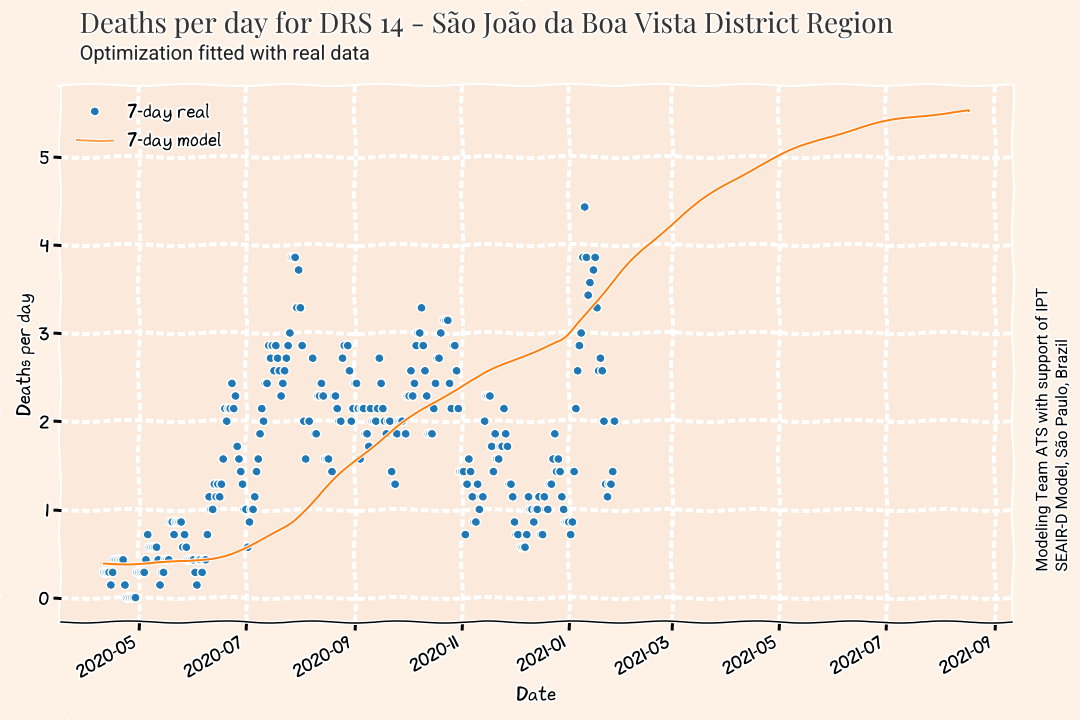 Deaths per day for DRS 14 - São João da Boa Vista District Region
Optimization fitted with real data
7-day real
7-day model
5
4
3
2
1
0
Deaths per day
2020-05
2020-07
2020-09
2020-11
2021-01
2021-03
2021-05
2021-07
2021-09
Date
Modeling Team ATS with support of IPT
SEAIR-D Model, São Paulo, Brazil